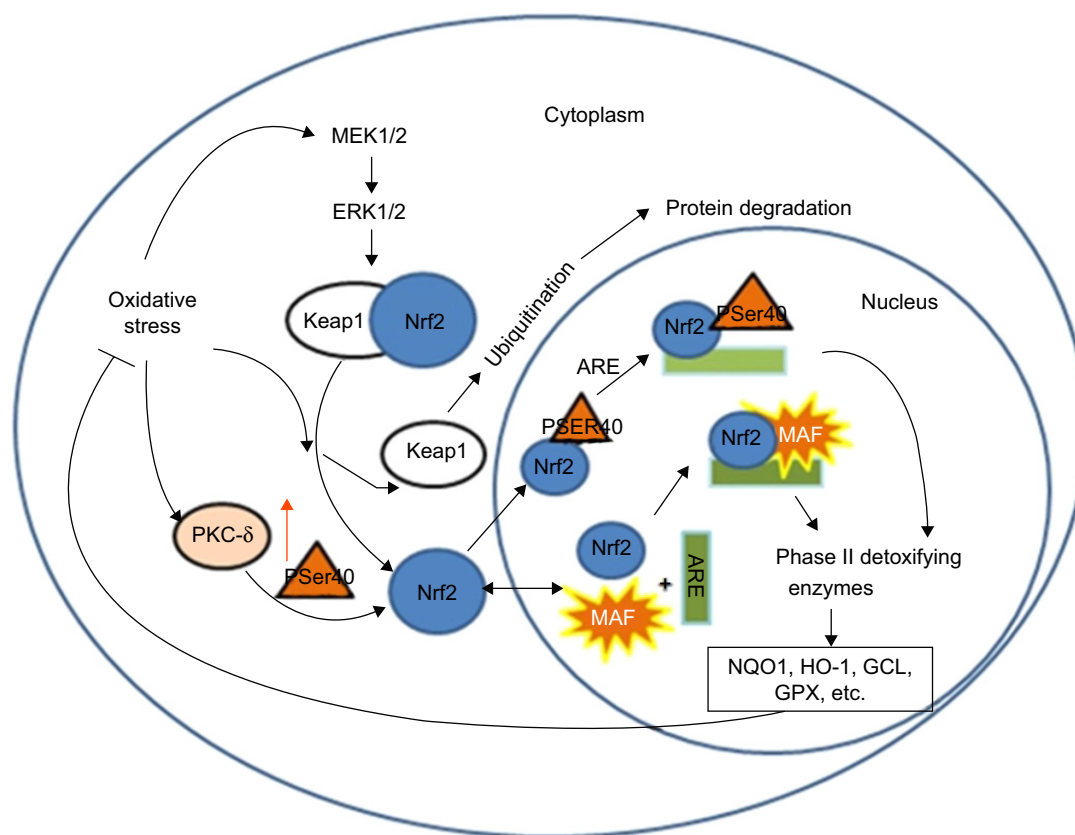 Cytoplasm
MEK1/2
ERK1/2
Protein degradation
Oxidative
stress
Keap1
Nrf2
Ubiquitination
Nucleus
Nrf2
PSer40
ARE
PSER40
Nrf2
Keap1
Nrf2
MAF
PKC-δ
PSer40
Nrf2
Nrf2
MAF
+
ARE
Phase II detoxifying
enzymes
NQO1, HO-1, GCL,
GPX, etc.